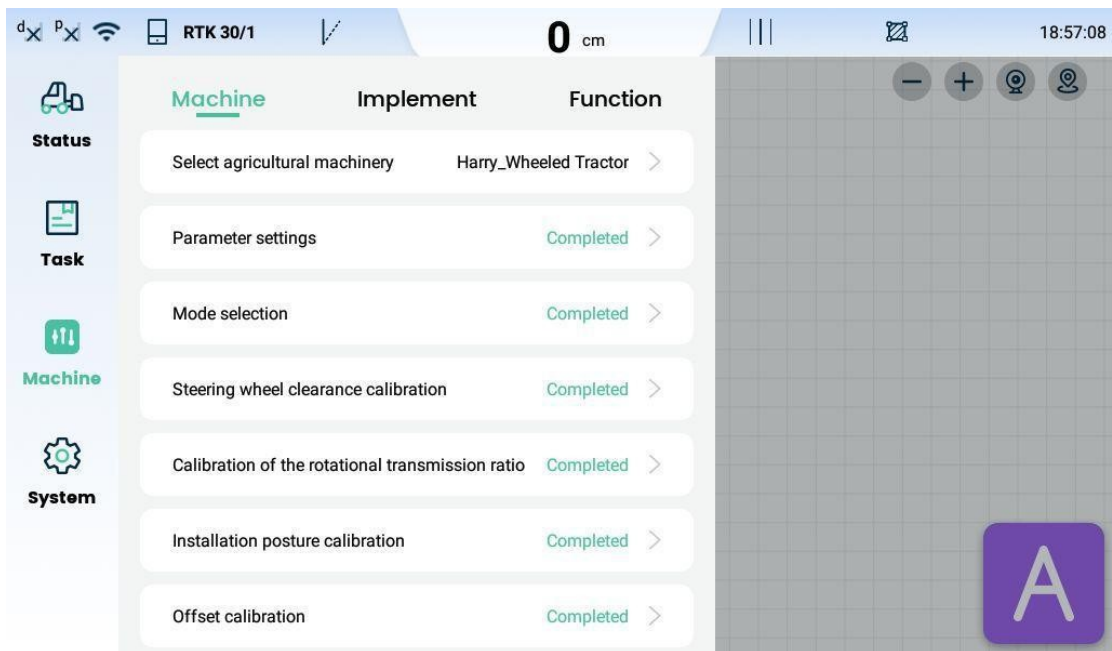 d p RTK 30/1 0 cm 18:57:08
Machine Implement Function
Status
Select agricultural machinery Harry_Wheeled Tractor
Parameter settings Completed
Task
Mode selection Completed
Machine
Steering wheel clearance calibration Completed
Calibration of the rotational transmission ratio Completed
System
Installation posture calibration Completed
Offset calibration Completed
A